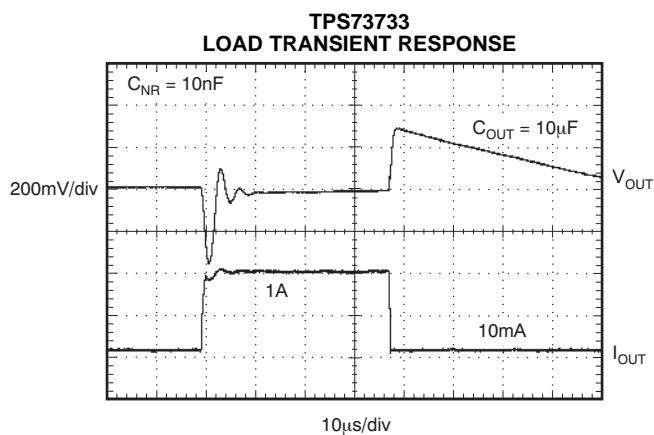 TPS73733
LOAD TRANSIENT RESPONSE
C_NR = 10nF
C_OUT = 10μF
200mV/div
V_OUT
1A
10mA
I_OUT
10μs/div